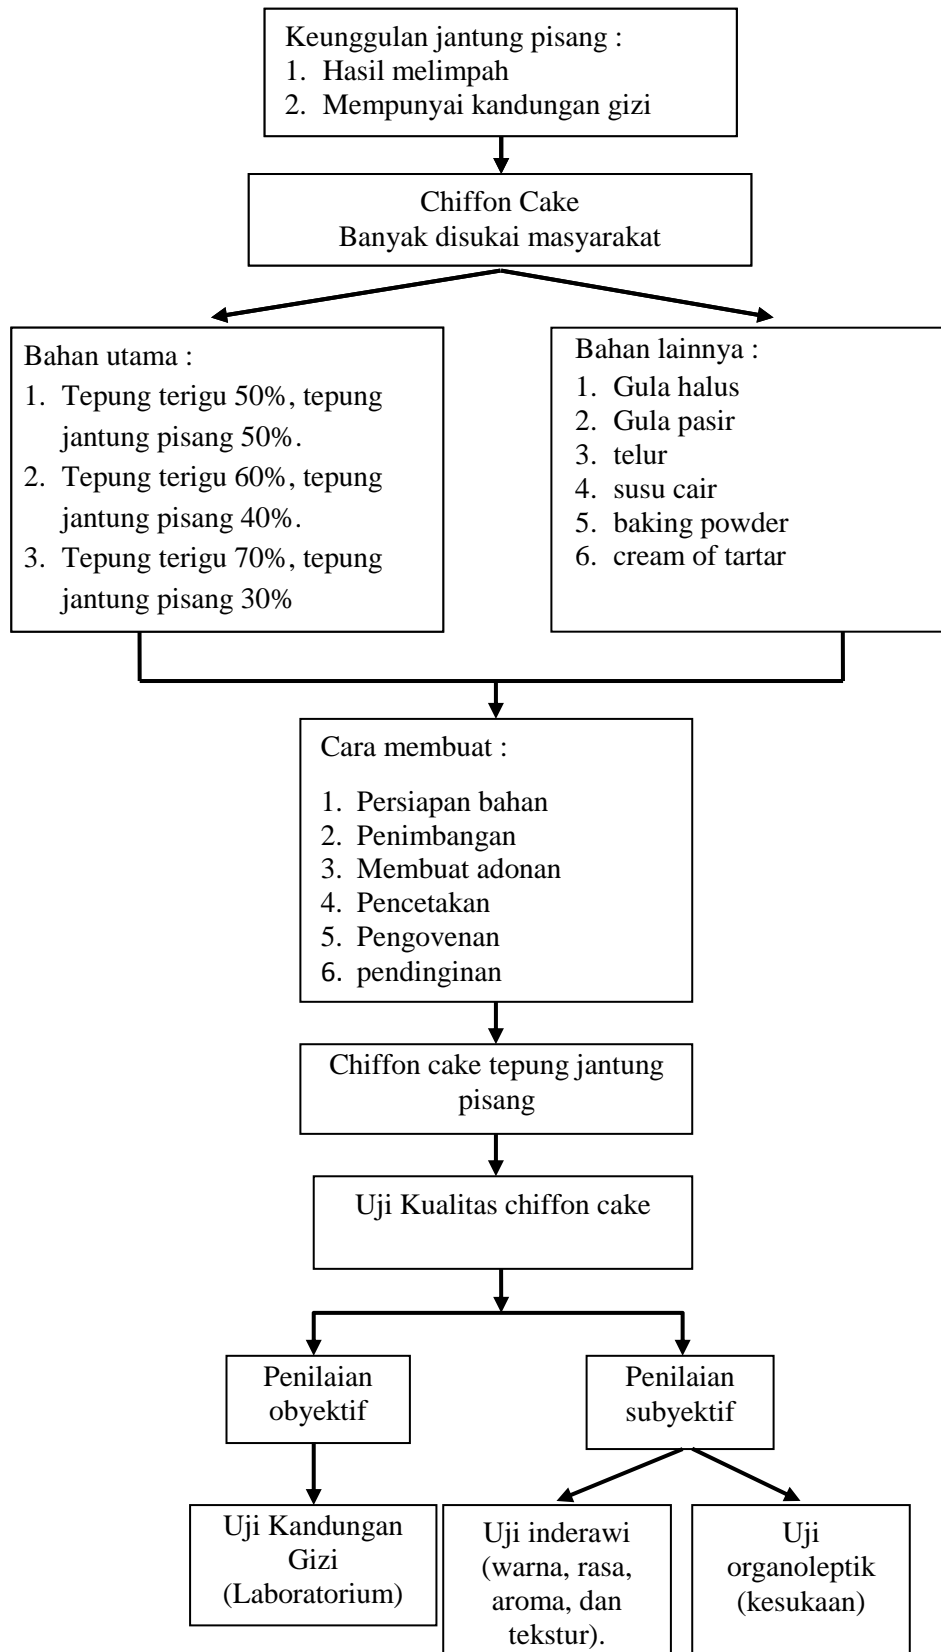 Keunggulan jantung pisang :
1. Hasil melimpah
2. Mempunyai kandungan gizi
Chiffon Cake
Banyak disukai masyarakat
Bahan utama :
1. Tepung terigu 50%, tepung
jantung pisang 50%.
2. Tepung terigu 60%, tepung
jantung pisang 40%.
3. Tepung terigu 70%, tepung
jantung pisang 30%
Bahan lainnya :
1. Gula halus
2. Gula pasir
3. telur
4. susu cair
5. baking powder
6. cream of tartar
Cara membuat :
1. Persiapan bahan
2. Penimbangan
3. Membuat adonan
4. Pencetakan
5. Pengovenan
6. pendinginan
Chiffon cake tepung jantung
pisang
Uji Kualitas chiffon cake
Penilaian
obyektif
Penilaian
subyektif
Uji Kandungan
Gizi
(Laboratorium)
Uji inderawi
(warna, rasa,
aroma, dan
tekstur).
Uji
organoleptik
(kesukaan)